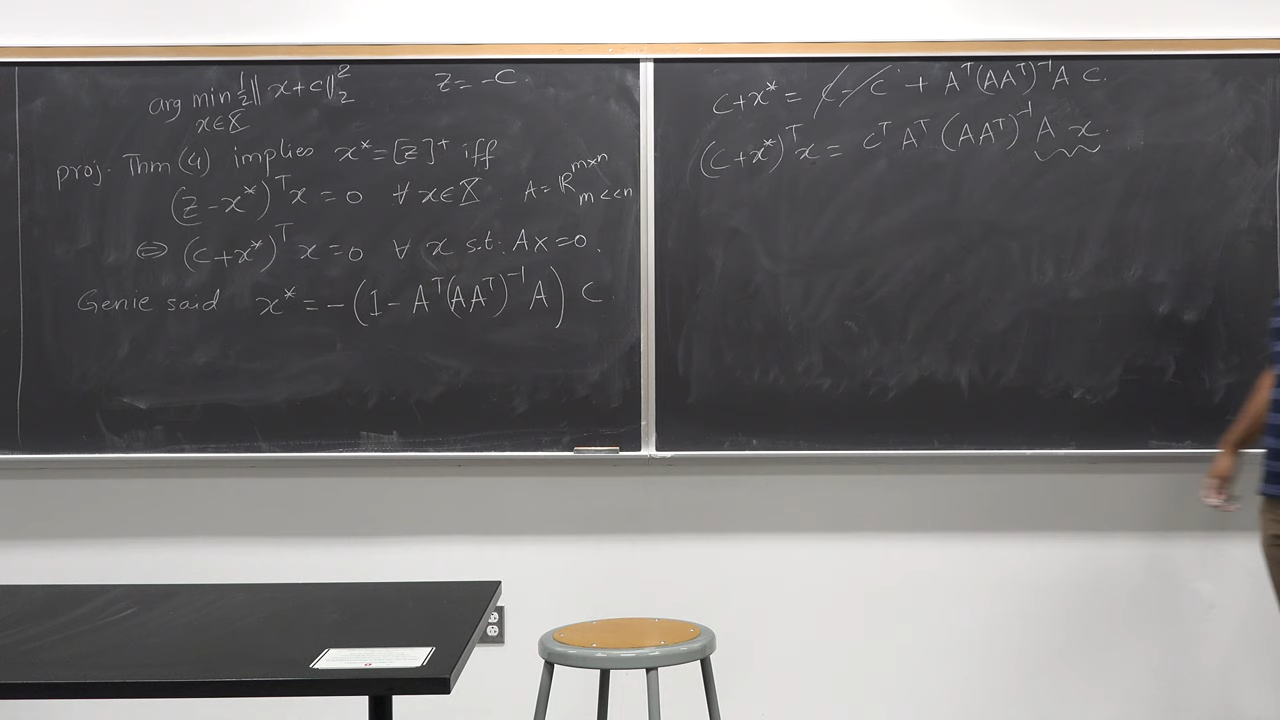 arg min ½‖x+c‖₂² z = -c.
x∈𝕏
proj. Thm (4) implies x* = [z]⁺ iff
(z-x*)ᵀx = 0 ∀ x∈𝕏 A = ℝ^{m×n}
m<<n
⇔ (c+x*)ᵀ x = 0 ∀ x s.t: Ax=0.
Genie said x* = -(I - Aᵀ(AAᵀ)⁻¹A) c.
c+x* = c - c + Aᵀ(AAᵀ)⁻¹A c.
(c+x*)ᵀx = cᵀAᵀ(AAᵀ)⁻¹A x.